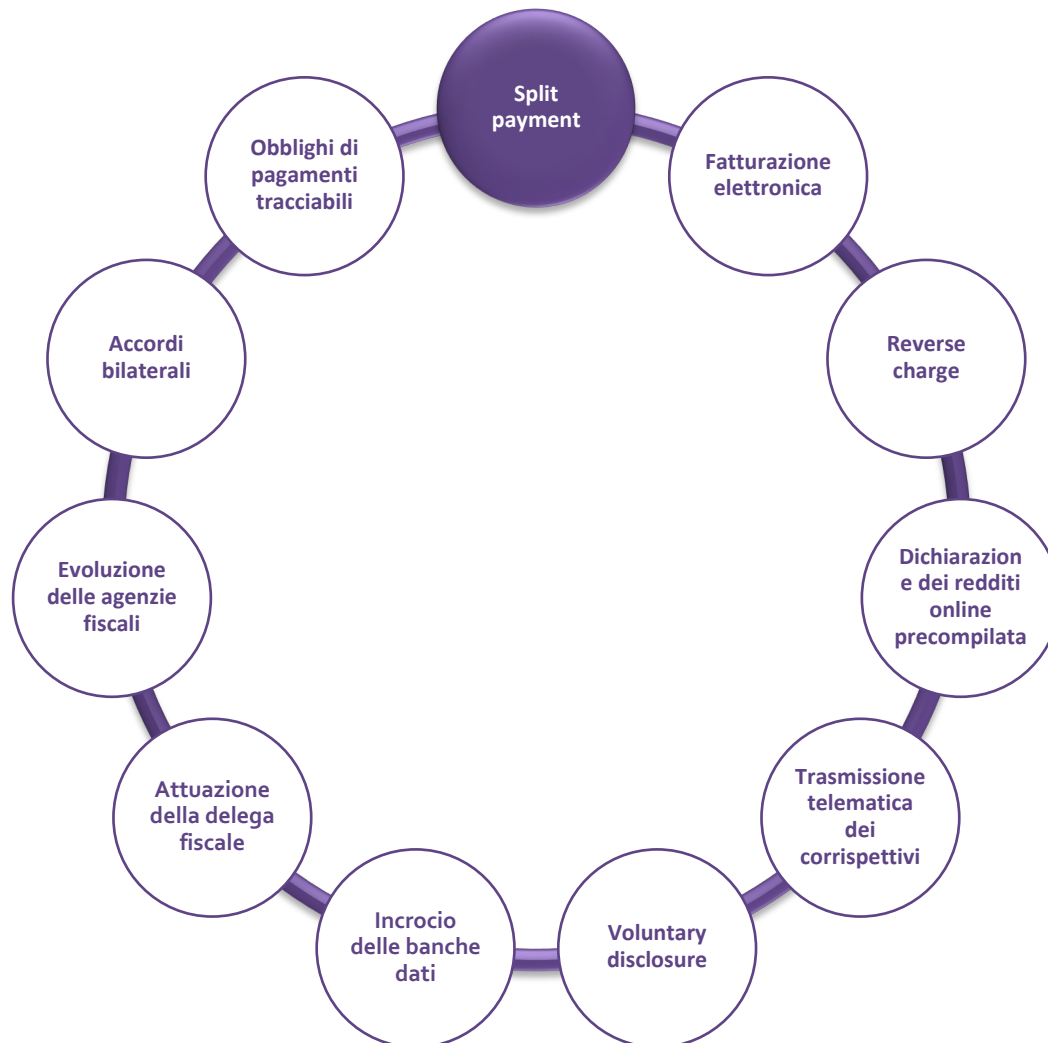 Split
payment
Fatturazione
elettronica
Reverse
charge
Dichiarazion
e dei redditi
online
precompilata
Trasmissione
telematica
dei
corrispettivi
Voluntary
disclosure
Incrocio
delle banche
dati
Attuazione
della delega
fiscale
Evoluzione
delle agenzie
fiscali
Accordi
bilaterali
Obblighi di
pagamenti
tracciabili